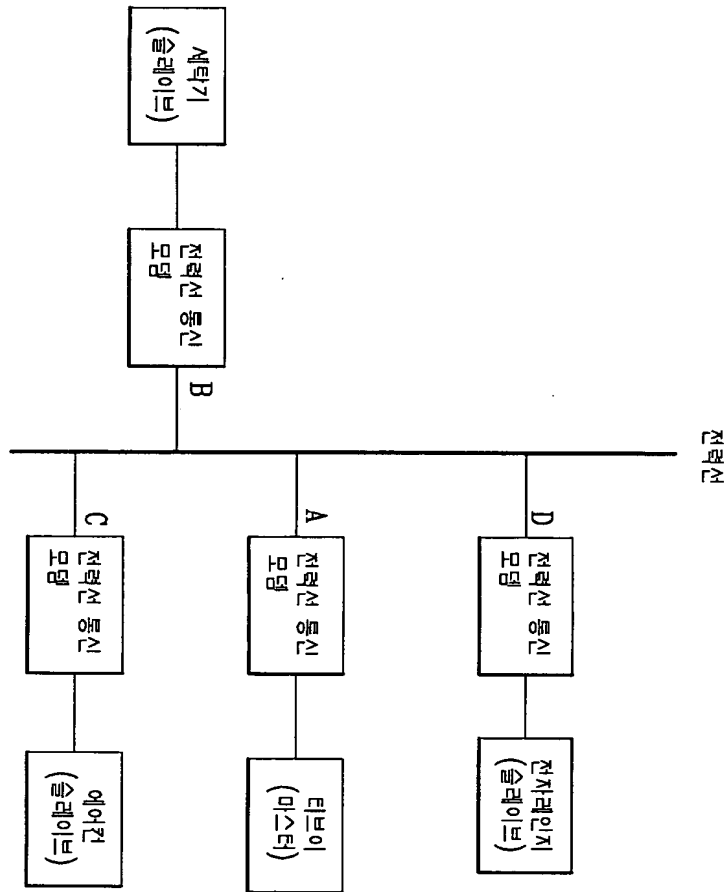 전력선
D
전력선 통신
모뎀
전자레인지
(슬레이브)
A
전력선 통신
모뎀
티브이
(마스터)
세탁기
(슬레이브)
전력선 통신
모뎀
B
C
전력선 통신
모뎀
에어컨
(슬레이브)